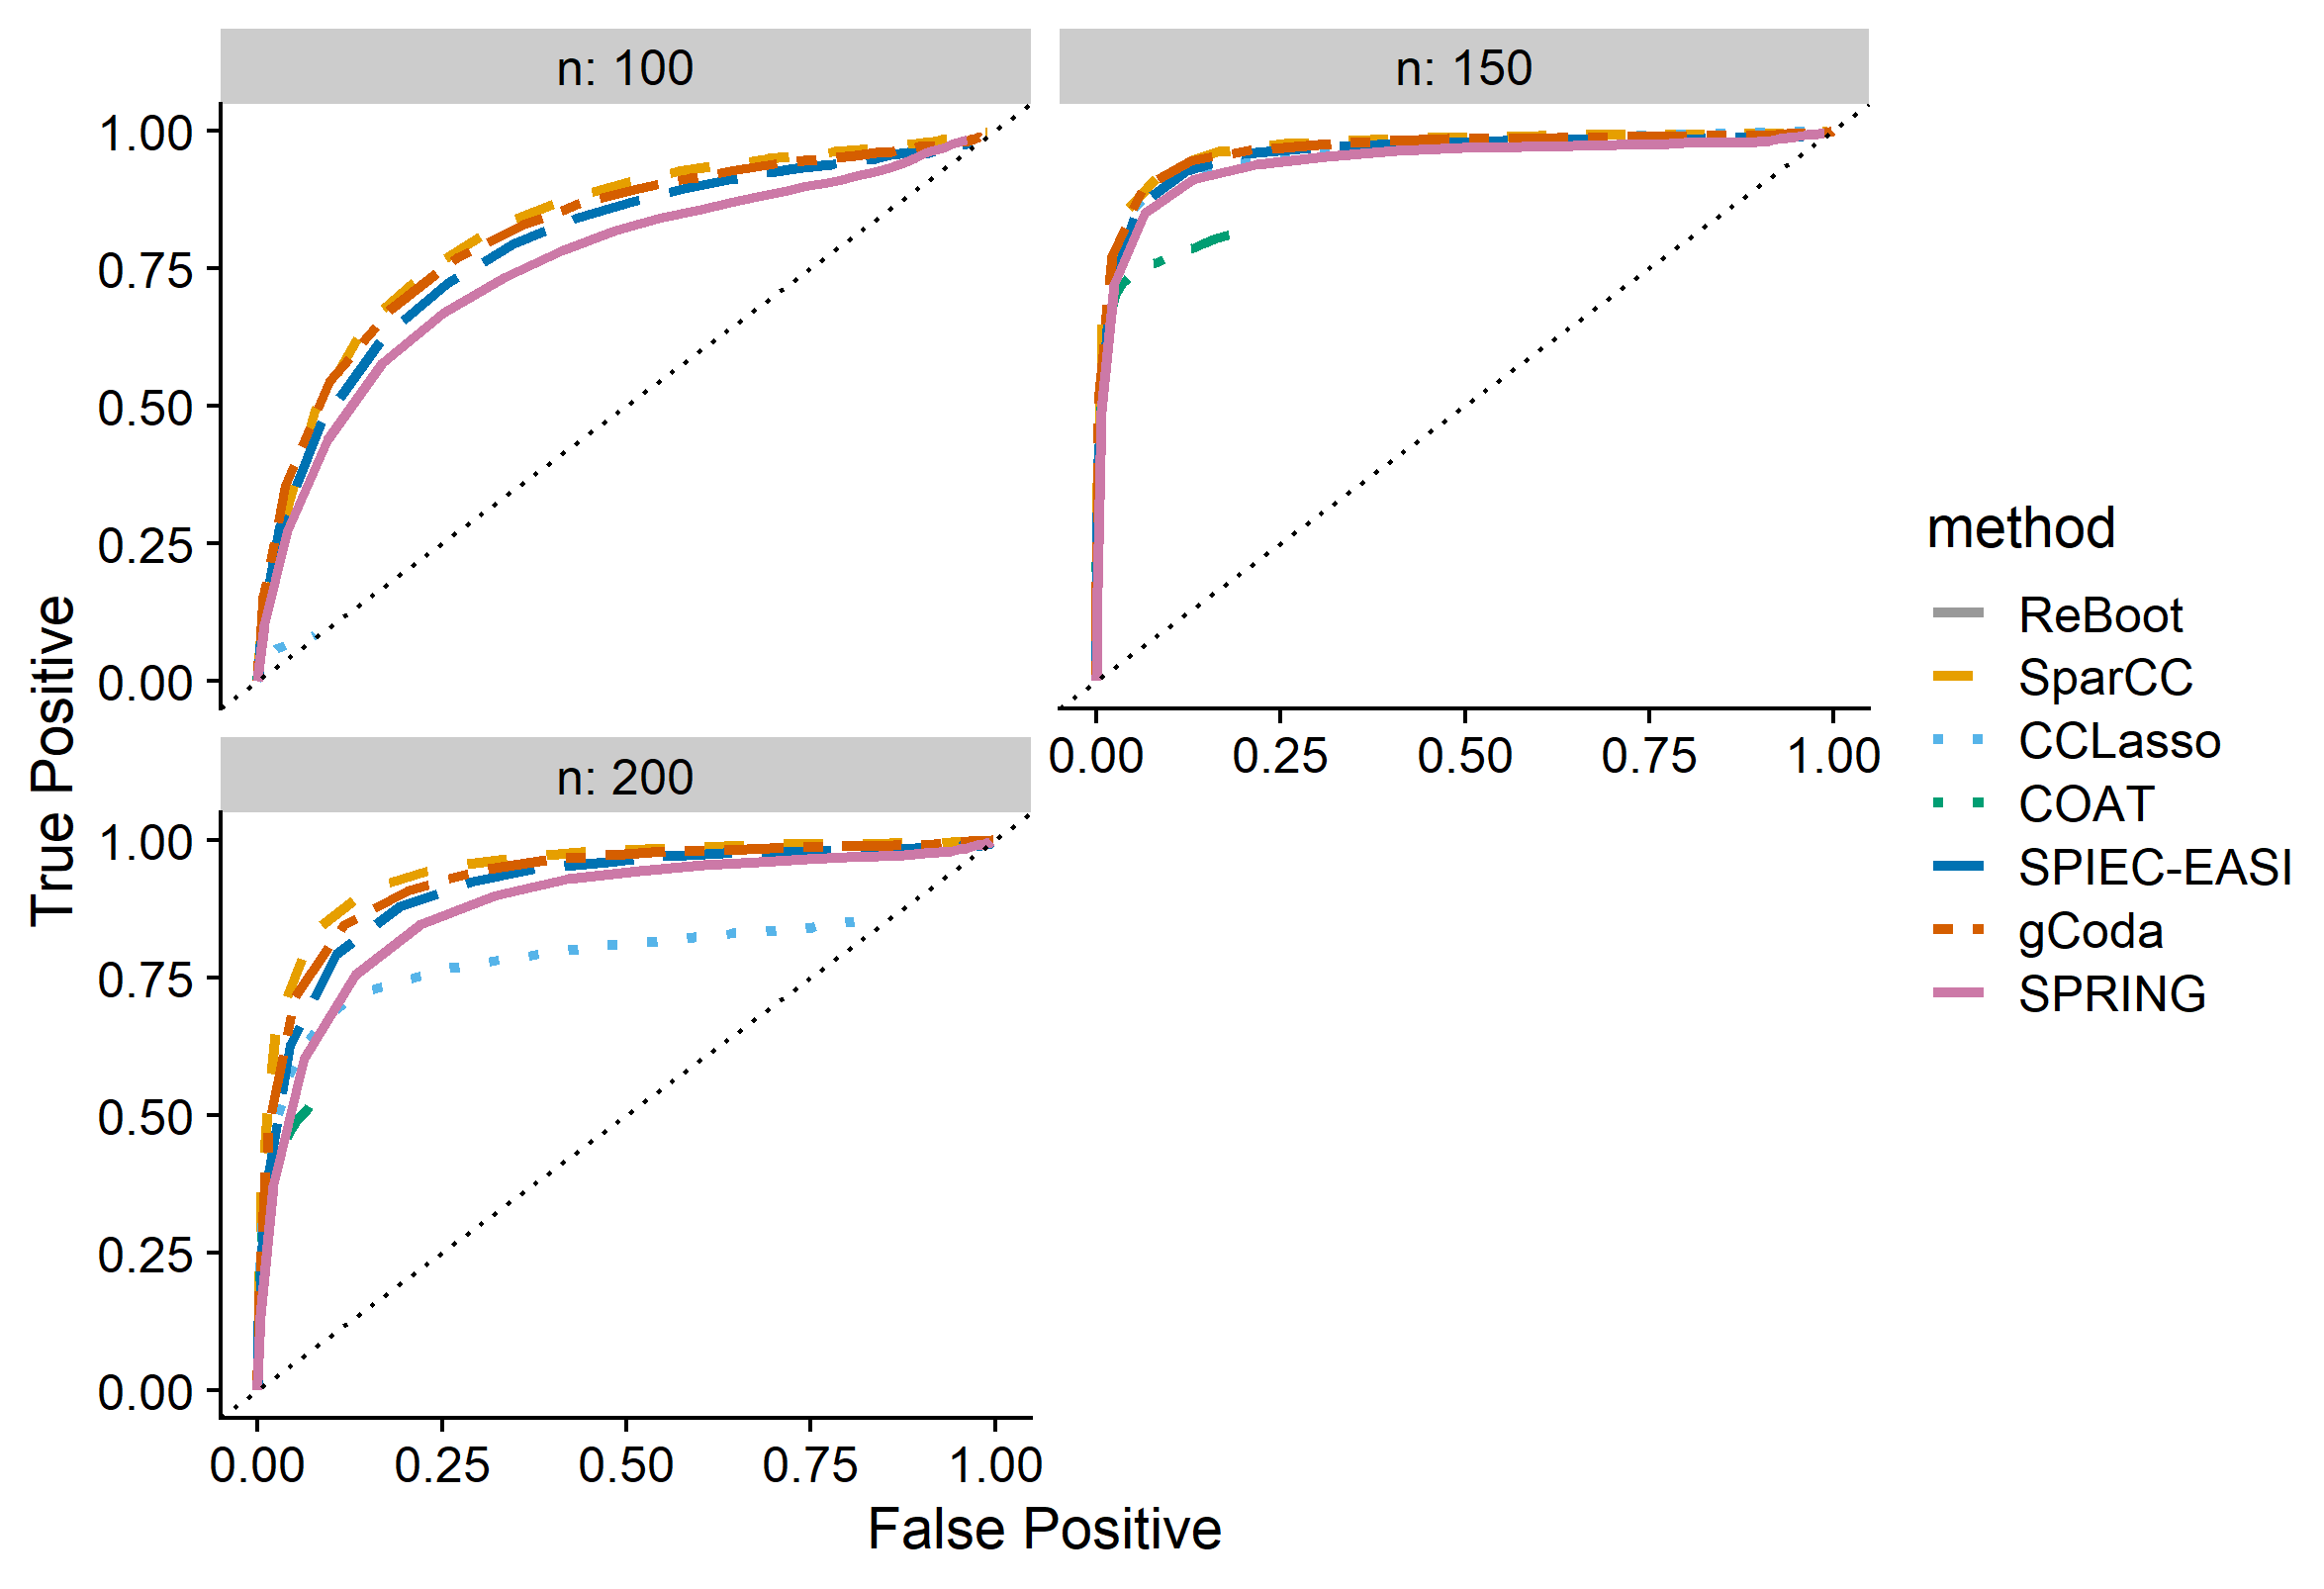 n: 100
n: 150
1.00
0.75
0.50
0.25
0.00
0.00 0.25 0.50 0.75 1.00
n: 200
1.00
0.75
0.50
0.25
0.00
0.00 0.25 0.50 0.75 1.00
True Positive
False Positive
method
ReBoot
SparCC
CCLasso
COAT
SPIEC-EASI
gCoda
SPRING